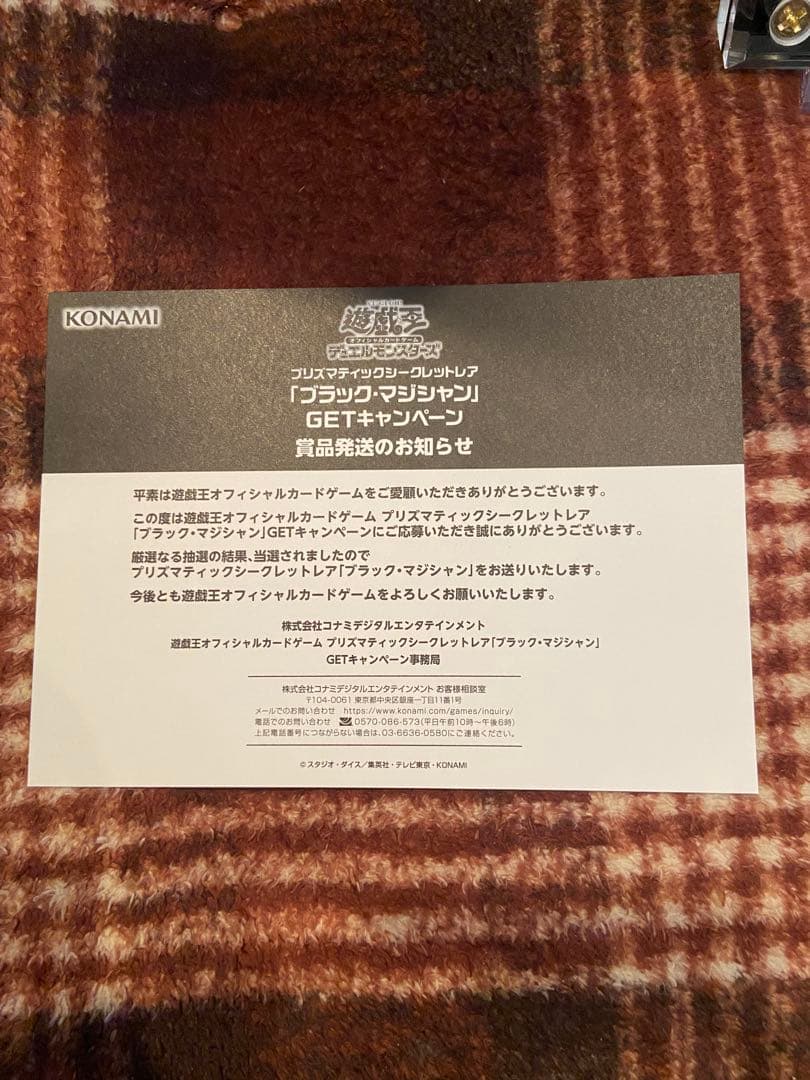 KONAMI
YU-GI-OH!
遊戯王
オフィシャルカードゲーム
デュエルモンスターズ
プリズマティックシークレットレア
「ブラック・マジシャン」
GETキャンペーン
賞品発送のお知らせ
平素は遊戯王オフィシャルカードゲームをご愛顧いただきありがとうございます。
この度は遊戯王オフィシャルカードゲーム プリズマティックシークレットレア
「ブラック・マジシャン」GETキャンペーンにご応募いただき誠にありがとうございます。
厳選なる抽選の結果、当選されましたので
プリズマティックシークレットレア「ブラック・マジシャン」をお送りいたします。
今後とも遊戯王オフィシャルカードゲームをよろしくお願いいたします。
株式会社コナミデジタルエンタテインメント
遊戯王オフィシャルカードゲーム プリズマティックシークレットレア「ブラック・マジシャン」
GETキャンペーン事務局
株式会社コナミデジタルエンタテインメント お客様相談室
〒104-0061 東京都中央区銀座一丁目11番1号
メールでのお問い合わせ https://www.konami.com/games/inquiry/
電話でのお問い合わせ 0570-086-573(平日午前10時～午後6時)
上記電話番号につながらない場合は、03-6636-0580にご連絡ください。
©スタジオ・ダイス／集英社・テレビ東京・KONAMI